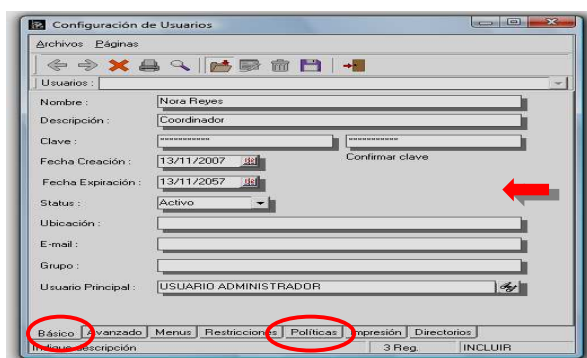 Configuración de Usuarios
Archivos Páginas
Usuarios :
Nombre : Nora Reyes
Descripción : Coordinador
Clave : *********** ***********
Confirmar clave
Fecha Creación : 13/11/2007
Fecha Expiración : 13/11/2057
Status : Activo
Ubicación :
E-mail :
Grupo :
Usuario Principal : USUARIO ADMINISTRADOR
Básico Avanzado Menus Restricciones Políticas Impresión Directorios
Indique descripción 3 Reg. INCLUIR